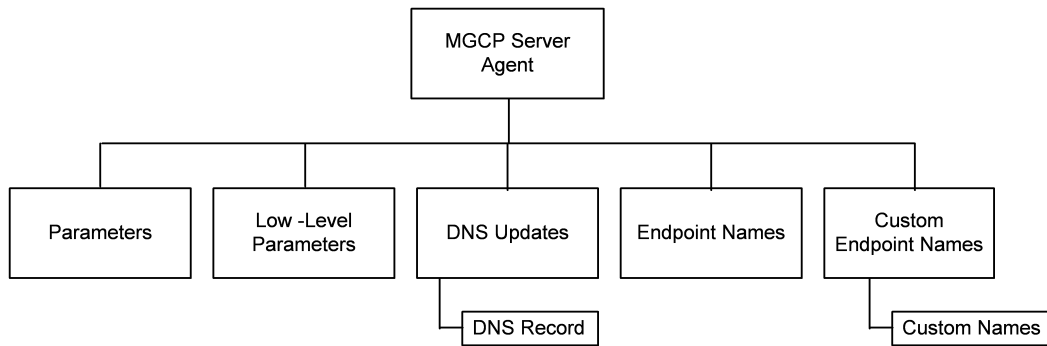 MGCP Server
Agent
Parameters
Low -Level
Parameters
DNS Updates
Endpoint Names
Custom
Endpoint Names
DNS Record
Custom Names